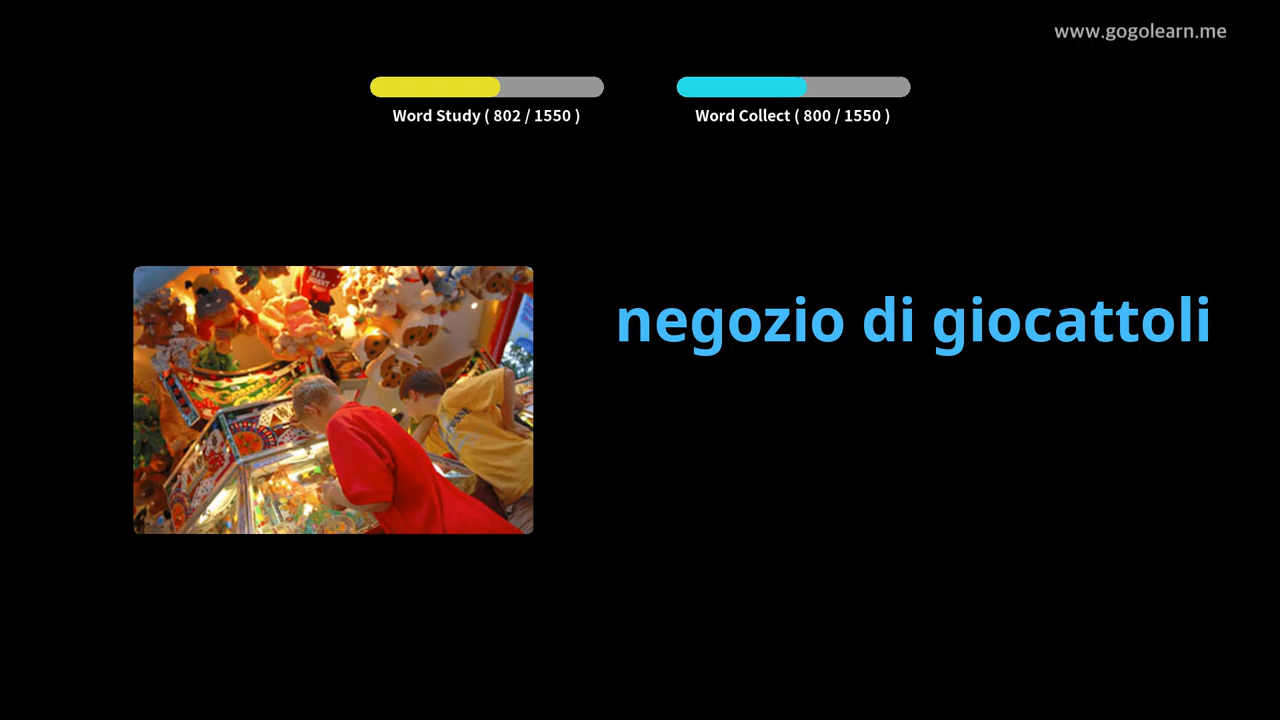 www.gogolearn.me
Word Study ( 802 / 1550 )
Word Collect ( 800 / 1550 )
negozio di giocattoli